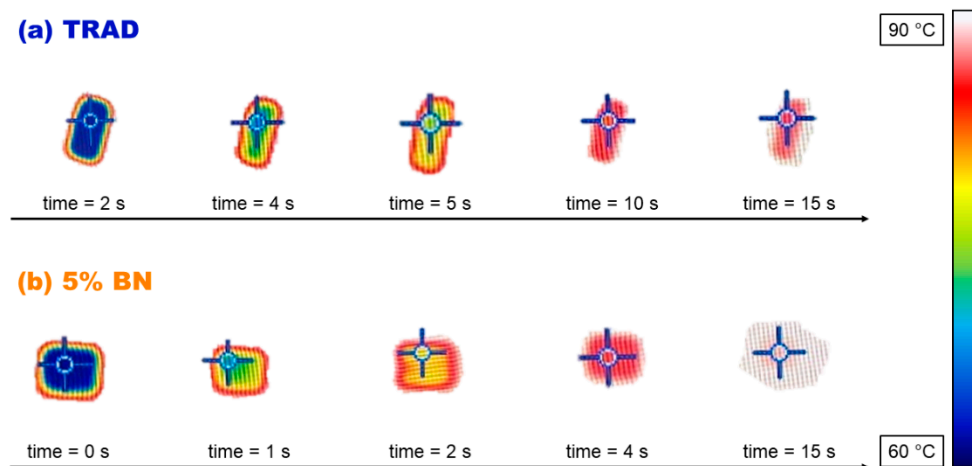 (a) TRAD
90 °C
time = 2 s
time = 4 s
time = 5 s
time = 10 s
time = 15 s
(b) 5% BN
time = 0 s
time = 1 s
time = 2 s
time = 4 s
time = 15 s
60 °C